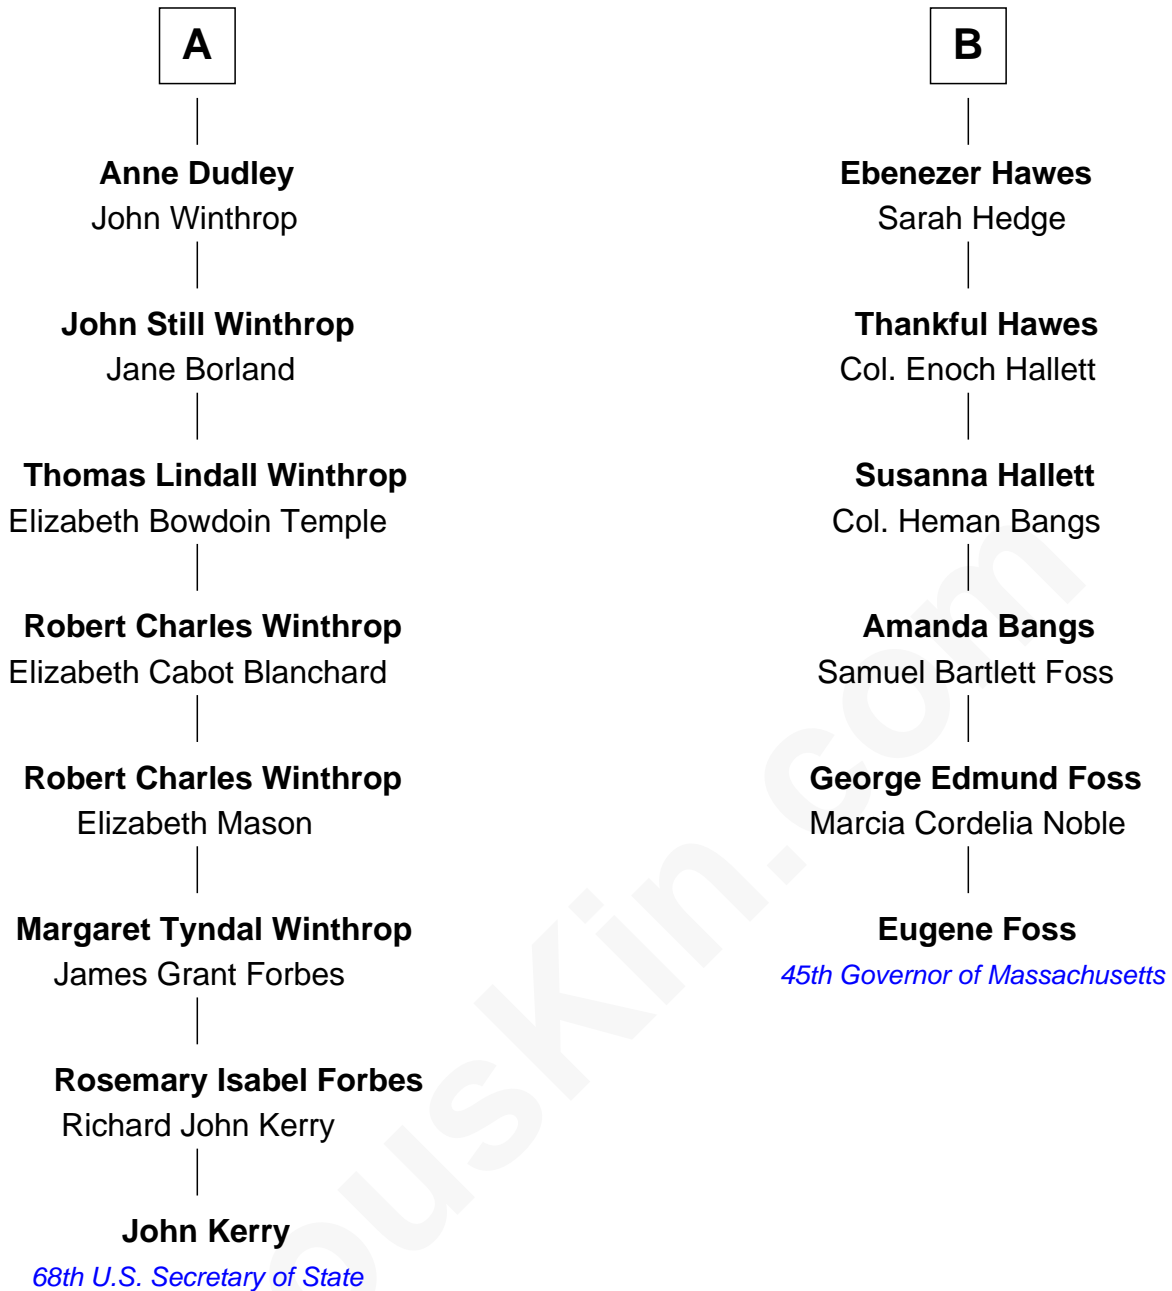 A
Anne Dudley
John Winthrop
John Still Winthrop
Jane Borland
Thomas Lindall Winthrop
Elizabeth Bowdoin Temple
Robert Charles Winthrop
Elizabeth Cabot Blanchard
Robert Charles Winthrop
Elizabeth Mason
Margaret Tyndal Winthrop
James Grant Forbes
Rosemary Isabel Forbes
Richard John Kerry
John Kerry
68th U.S. Secretary of State
B
Ebenezer Hawes
Sarah Hedge
Thankful Hawes
Col. Enoch Hallett
Susanna Hallett
Col. Heman Bangs
Amanda Bangs
Samuel Bartlett Foss
George Edmund Foss
Marcia Cordelia Noble
Eugene Foss
45th Governor of Massachusetts
ousKin.com